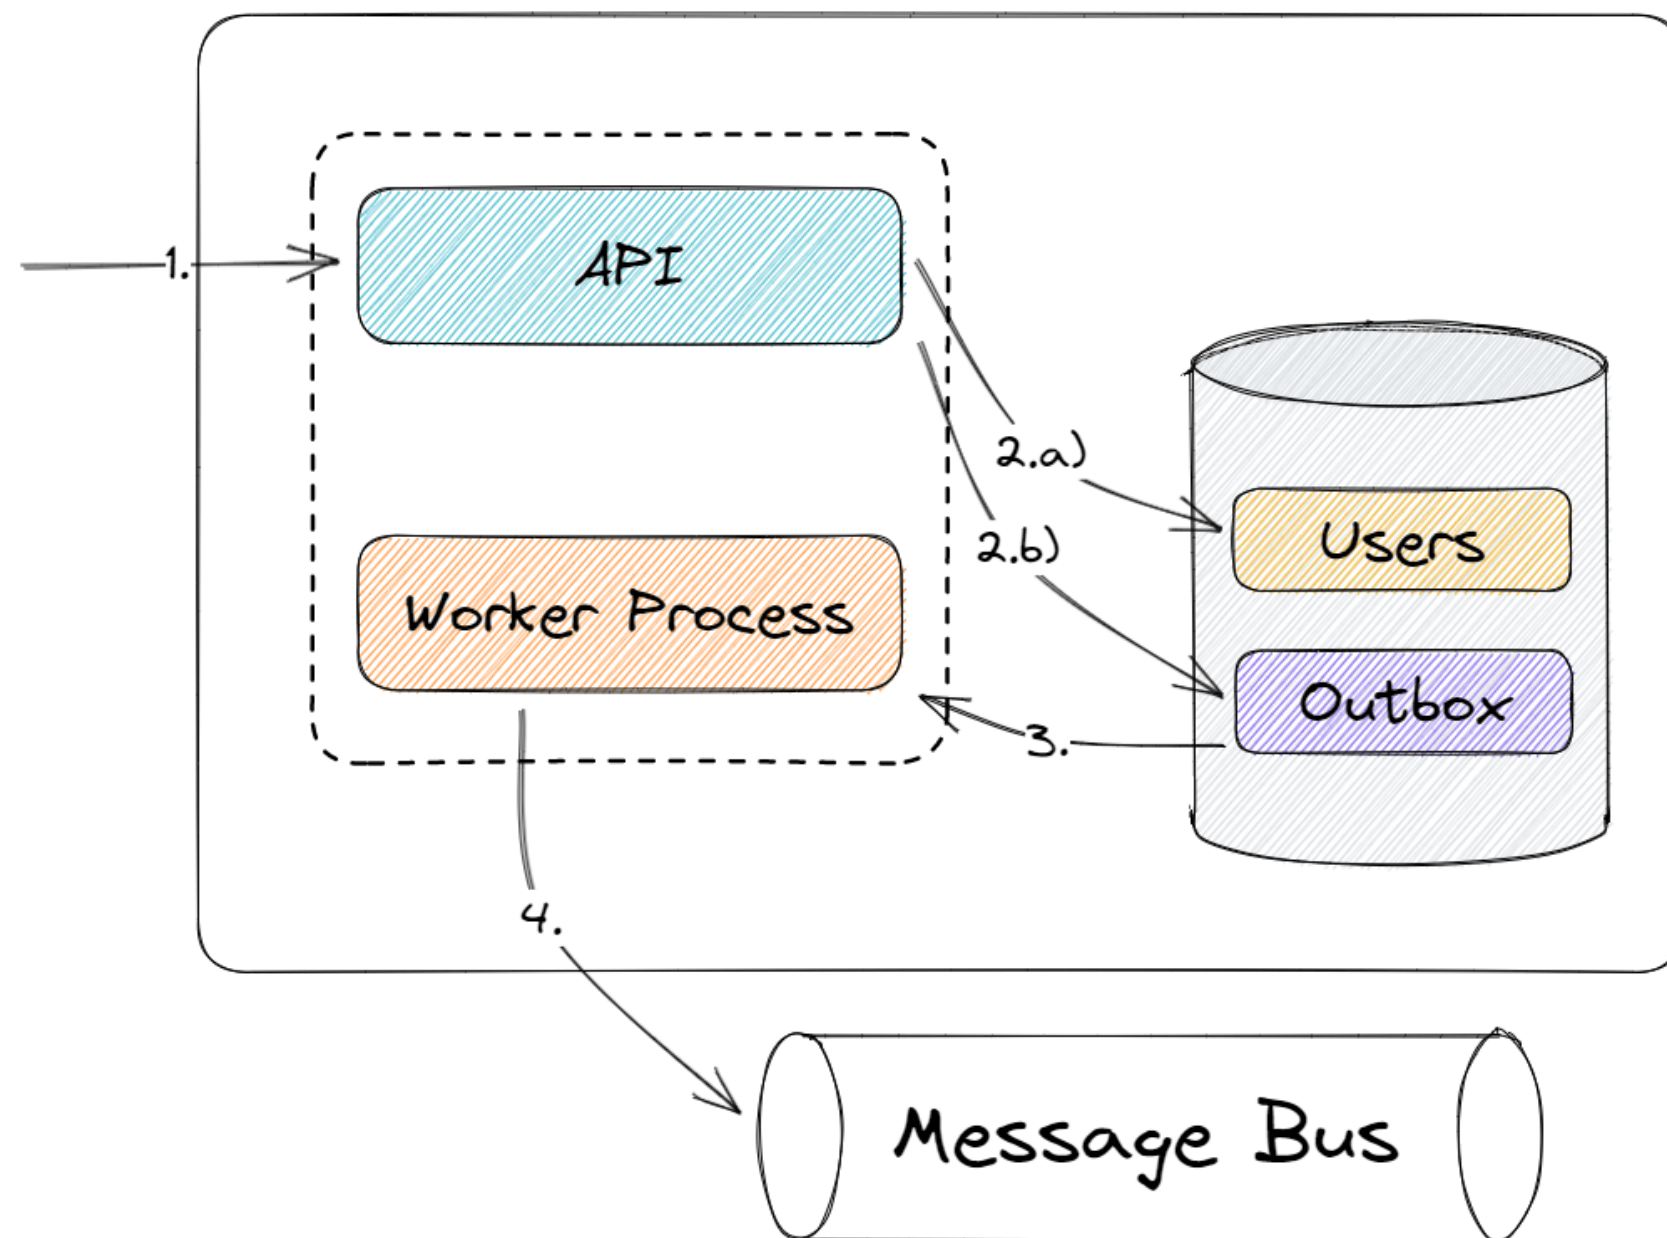 1.
API
2.a)
Users
2.b)
Worker Process
Outbox
3.
4.
Message Bus